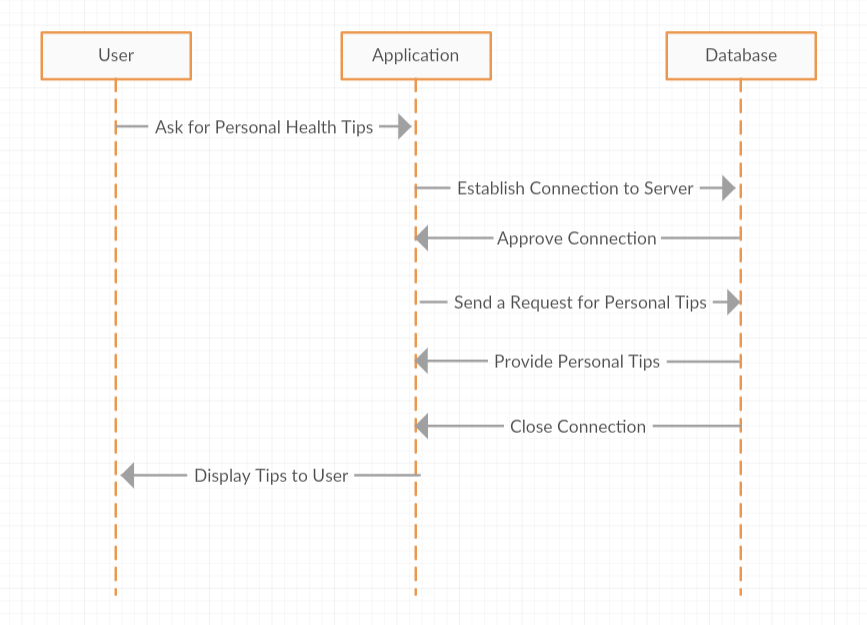 User
Application
Database
Ask for Personal Health Tips
Establish Connection to Server
Approve Connection
Send a Request for Personal Tips
Provide Personal Tips
Close Connection
Display Tips to User